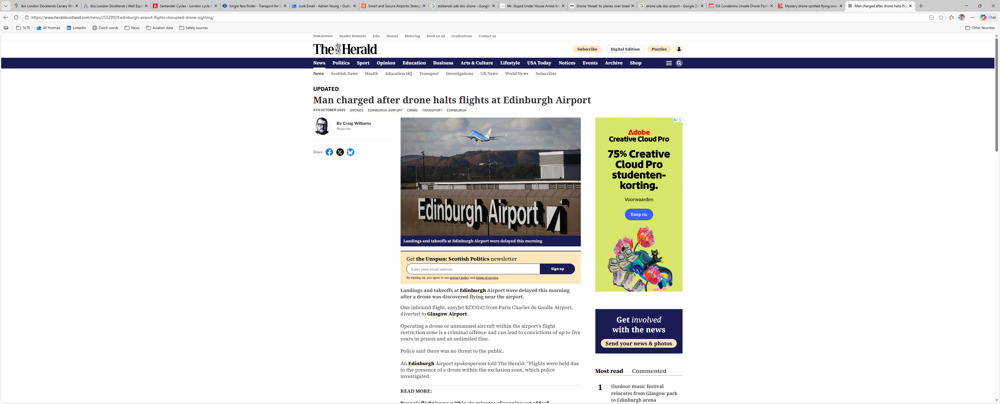 ibis London Docklands Canary Wh
Ibis London Docklands | Well Equip
Santander Cycles - London cycle h
Single fare finder - Transport for Lo
Junk Email - Adrian Young - Outlo
Smart and Secure Airports: Strengt
stobenski sde dov drone - Google
Mr. Stupid Under House Arrest for
Drone 'threat' to planes over Israel
drone sde dov airport - Google Zo
DJI Condemns Unsafe Drone Flyin
Mystery drone spotted flying over
Man charged after drone halts flig
https://www.heraldscotland.com/news/25529929.edinburgh-airport-flights-disrupted-drone-sighting/
Chat
To70
AY Hotmail
LinkedIn
Dutch words
News
Aviation data
Safety sources
Other favorites
Newsletters Reader Rewards Jobs Homes Motoring Book an ad Graduations Contact us
The Herald
Subscribe
Digital Edition
Puzzles
News Politics Sport Opinion Education Business Arts & Culture Lifestyle USA Today Notices Events Archive Shop
News Scottish News Health Education HQ Transport Investigations UK News World News Subscriber
UPDATED
Man charged after drone halts flights at Edinburgh Airport
9TH OCTOBER 2025 DRONES EDINBURGH AIRPORT CRIME TRANSPORT EDINBURGH
By Craig Williams
Reporter
Share
Edinburgh Airport
Landings and takeoffs at Edinburgh Airport were delayed this morning
Get the Unspun: Scottish Politics newsletter
Enter your email address
Sign up
By signing up, you agree to our privacy policy and terms of service.
Landings and takeoffs at Edinburgh Airport were delayed this morning
after a drone was discovered flying near the airport.
One inbound flight, easyJet EZY3242 from Paris Charles de Gaulle Airport,
diverted to Glasgow Airport.
Operating a drone or unmanned aircraft within the airport's flight
restriction zone is a criminal offence and can lead to convictions of up to five
years in prison and an unlimited fine.
Police said there was no threat to the public.
An Edinburgh Airport spokesperson told The Herald: “Flights were held due
to the presence of a drone within the exclusion zone, which police
investigated.
READ MORE:
Ryanair flight 'came within six minutes of running out of fuel'
Adobe
Creative Cloud Pro
75% Creative
Cloud Pro
studenten-
korting.
Voorwaarden
Koop nu
Get involved
with the news
Send your news & photos
Most read Commented
1
Outdoor music festival
relocates from Glasgow park
to Edinburgh arena